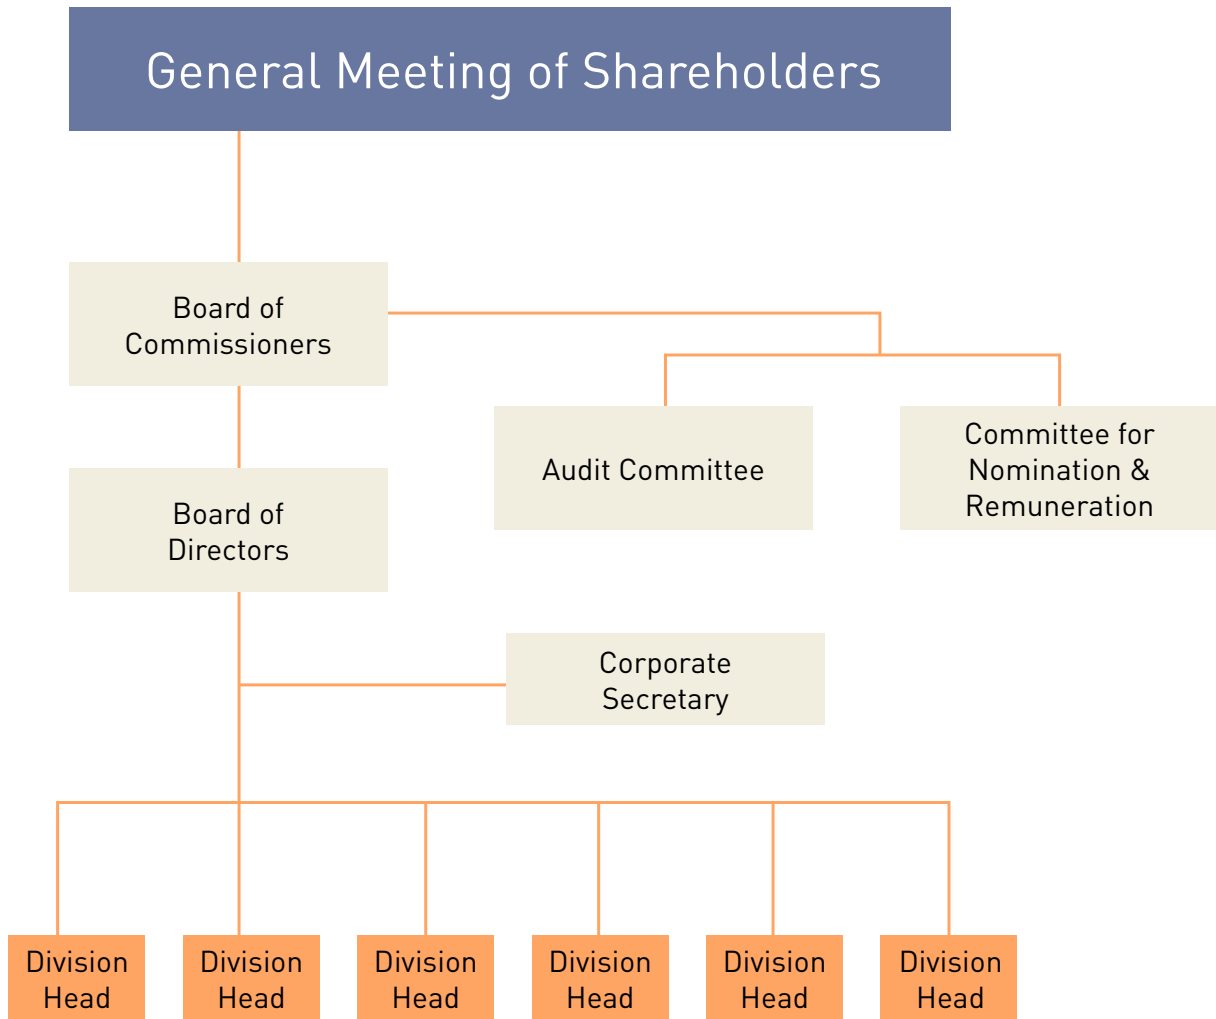 General Meeting of Shareholders
Board of
Commissioners
Audit Committee
Committee for
Nomination &
Remuneration
Board of
Directors
Corporate
Secretary
Division
Head
Division
Head
Division
Head
Division
Head
Division
Head
Division
Head